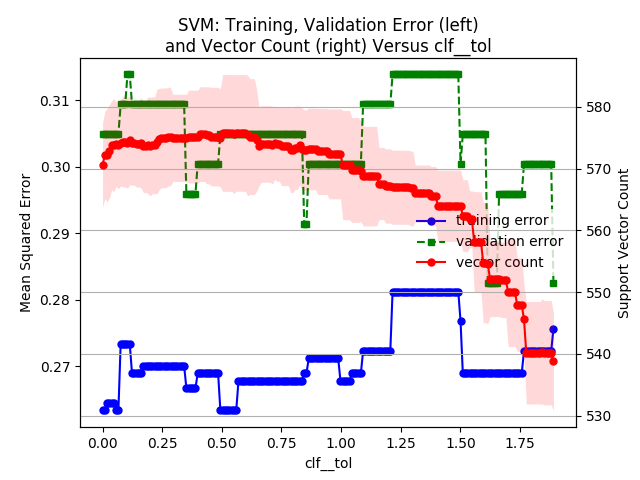 SVM: Training, Validation Error (left)
and Vector Count (right) Versus clf__tol
Mean Squared Error
0.31
0.30
0.29
0.28
0.27
580
570
560
550
540
530
Support Vector Count
training error
validation error
vector count
0.00
0.25
0.50
0.75
1.00
1.25
1.50
1.75
clf__tol